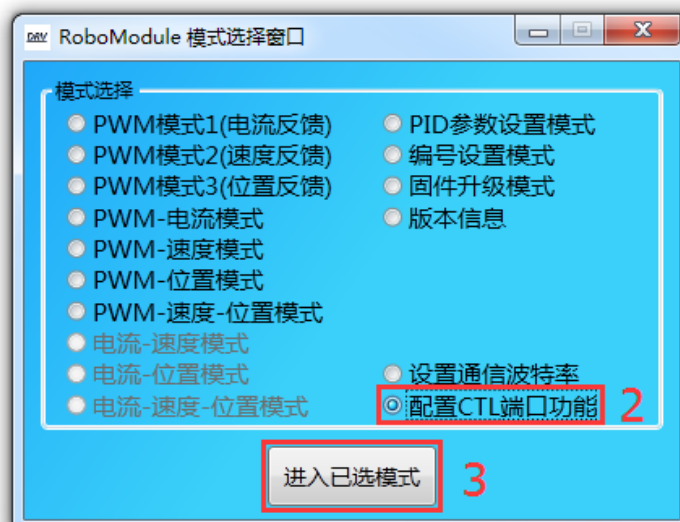 DRV RoboModule 模式选择窗口
模式选择
PWM模式1(电流反馈)
PWM模式2(速度反馈)
PWM模式3(位置反馈)
PWM-电流模式
PWM-速度模式
PWM-位置模式
PWM-速度-位置模式
电流-速度模式
电流-位置模式
电流-速度-位置模式
PID参数设置模式
编号设置模式
固件升级模式
版本信息
设置通信波特率
配置CTL端口功能 2
进入已选模式 3